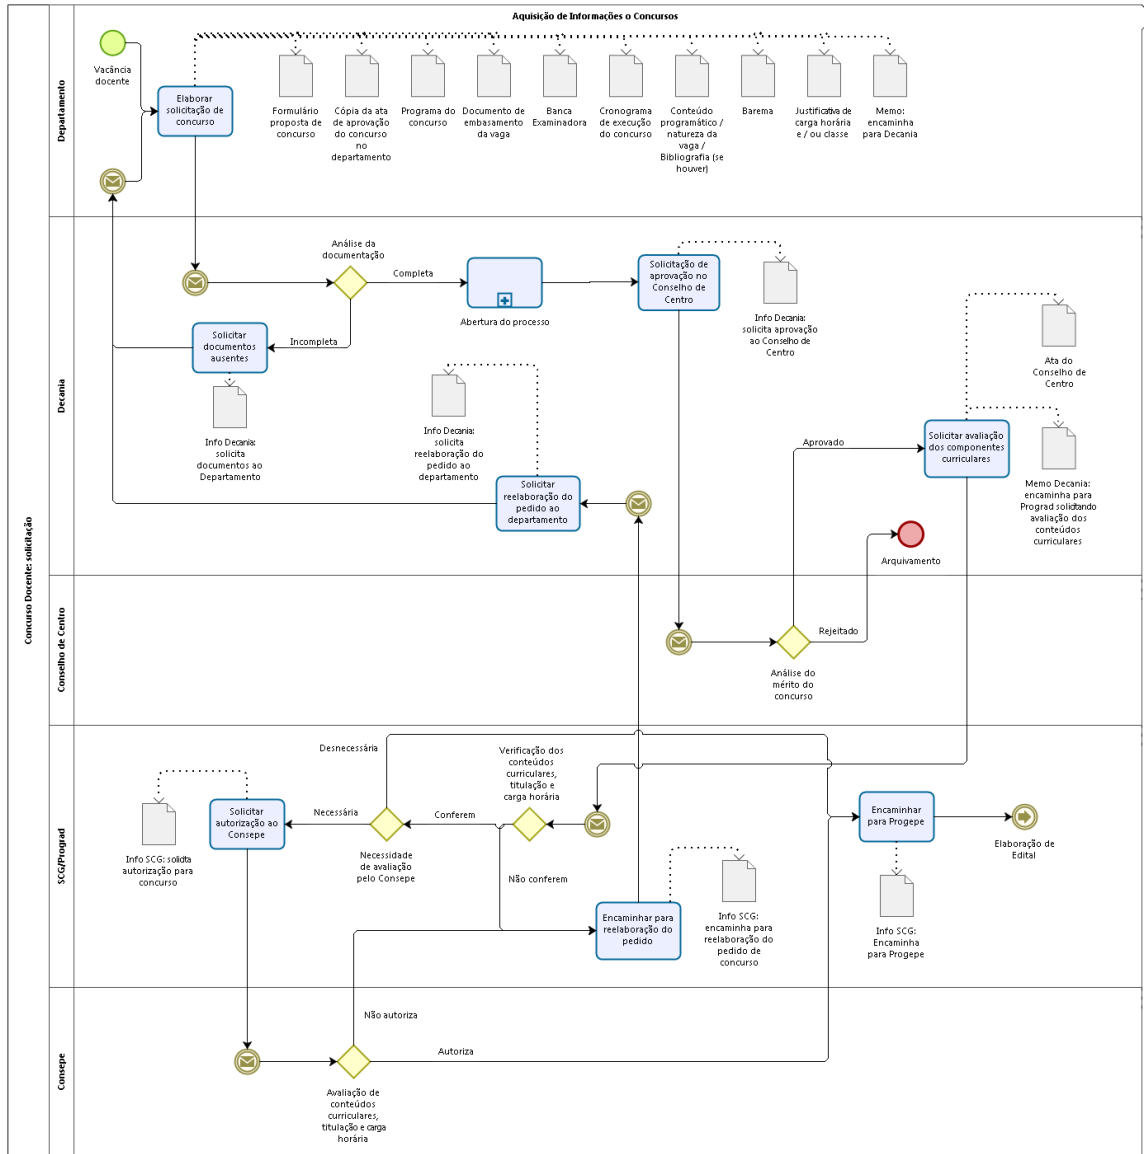 Aquisição de Informações o Concursos
Concurso Docente: solicitação
Departamento
Vacância
docente
Elaborar
solicitação de
concurso
Formulário
proposta de
concurso
Cópia da ata
de aprovação
do concurso
no
departamento
Programa do
concurso
Documento de
embasamento
da vaga
Banca
Examinadora
Cronograma
de execução
do concurso
Conteúdo
programático /
natureza da
vaga /
Bibliografia (se
houver)
Barema
Justificativa de
carga horária
e / ou classe
Memo:
encaminha
para Decania
Decania
Análise da
documentação
Completa
Abertura do processo
Solicitação de
aprovação no
Conselho de
Centro
Info Decania:
solicita aprovação
ao Conselho de
Centro
Incompleta
Solicitar
documentos
ausentes
Info Decania:
solicita
documentos ao
Departamento
Info Decania:
solicita
reelaboração do
pedido ao
departamento
Solicitar
reelaboração do
pedido ao
departamento
Ata do
Conselho de
Centro
Aprovado
Solicitar avaliação
dos componentes
curriculares
Memo Decania:
encaminha para
Prograd solicitando
avaliação dos
conteúdos
curriculares
Arquivamento
Conselho de Centro
Rejeitado
Análise do
mérito do
concurso
SCG/Prograd
Desnecessária
Verificação dos
conteúdos
curriculares,
titulação e
carga horária
Necessária
Conferem
Solicitar
autorização ao
Consepe
Info SCG: solicita
autorização para
concurso
Necessidade
de avaliação
pelo Consepe
Não conferem
Encaminhar para
reelaboração do
pedido
Info SCG:
encaminha para
reelaboração do
pedido de
concurso
Encaminhar
para Progepe
Elaboração de
Edital
Info SCG:
Encaminha
para Progepe
Consepe
Não autoriza
Autoriza
Avaliação de
conteúdos
curriculares,
titulação e carga
horária